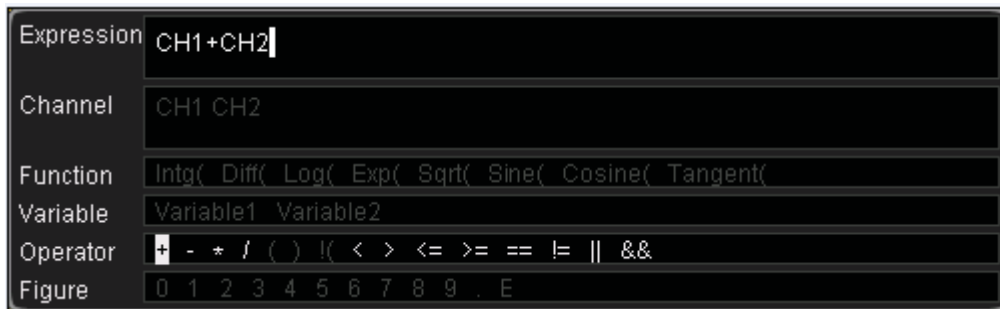 Expression CH1+CH2
Channel CH1 CH2
Function Intg( Diff( Log( Exp( Sqrt( Sine( Cosine( Tangent(
Variable Variable1 Variable2
Operator + - * / ( ) !( < > <= >= == != || &&
Figure 0 1 2 3 4 5 6 7 8 9 . E